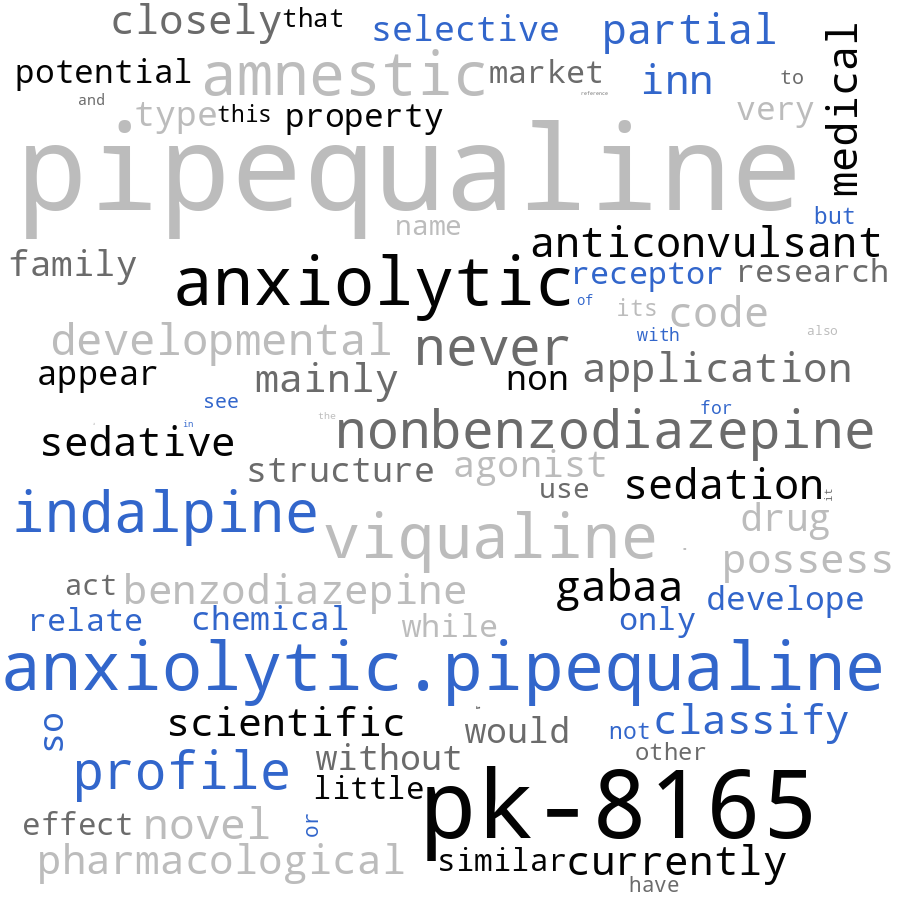 closely that selective partial
potential amnestic market inn to medical
and type this property reference very
pipequaline
name but
family anxiolytic anticonvulsant
receptor research
of its code
developmental never with also
appear mainly non application
see in the for
sedative nonbenzodiazepine
structure agonist use sedation it
indalpine viqualine drug
possess
act benzodiazepine gabaa develope
relate chemical while only
anxiolytic.pipequaline
so scientific would not classify
profile without other
little pk-8165
effect novel or
pharmacological similar currently
have